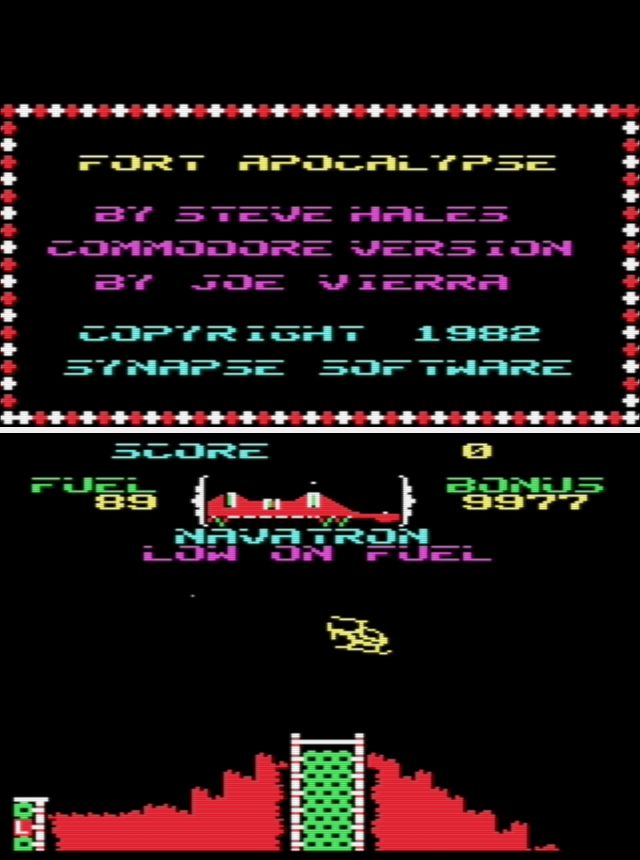 FORT APOCALYPSE
BY STEVE HALES
COMMODORE VERSION
BY JOE VIERRA
COPYRIGHT 1982
SYNAPSE SOFTWARE
SCORE 0
FUEL BONUS
89 9977
NAVATRON
LOW ON FUEL
L